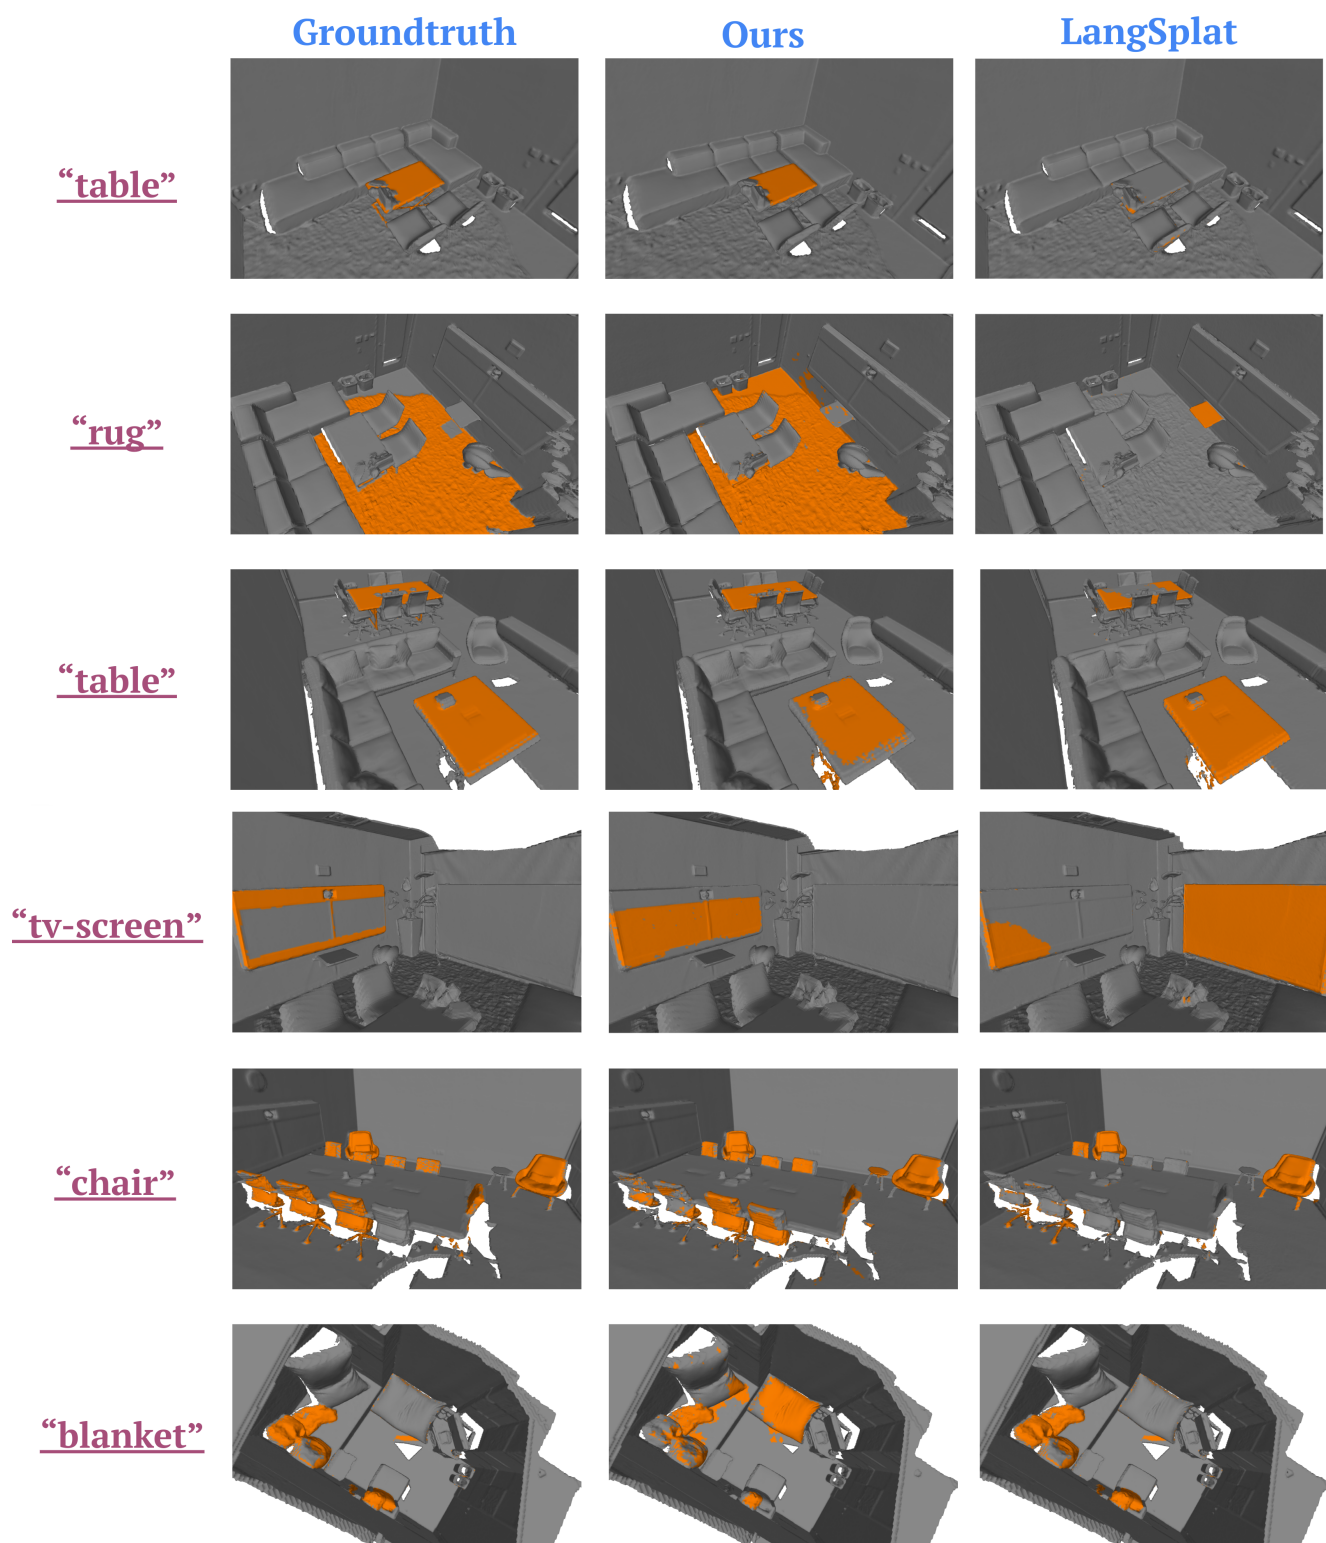 Groundtruth Ours LangSplat
“table”
“rug”
“table”
“tv-screen”
“chair”
“blanket”